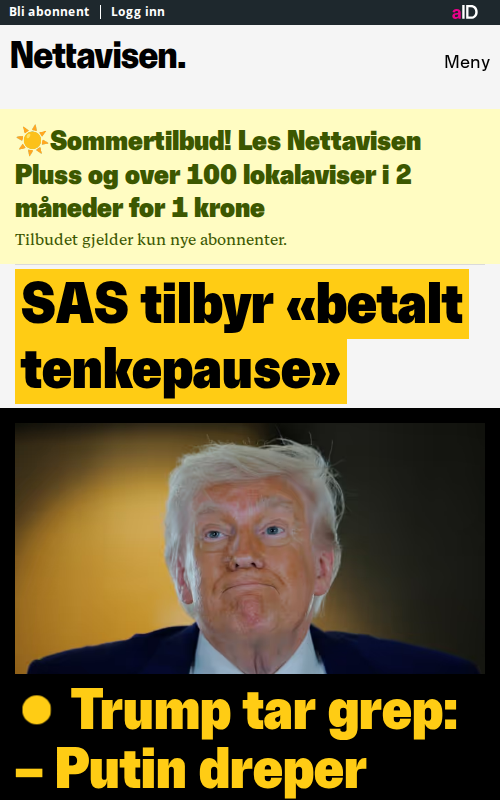 Bli abonnent | Logg inn
aID
Nettavisen.
Meny
☀️Sommertilbud! Les Nettavisen
Pluss og over 100 lokalaviser i 2
måneder for 1 krone
Tilbudet gjelder kun nye abonnenter.
SAS tilbyr «betalt
tenkepause»
Trump tar grep:
– Putin dreper